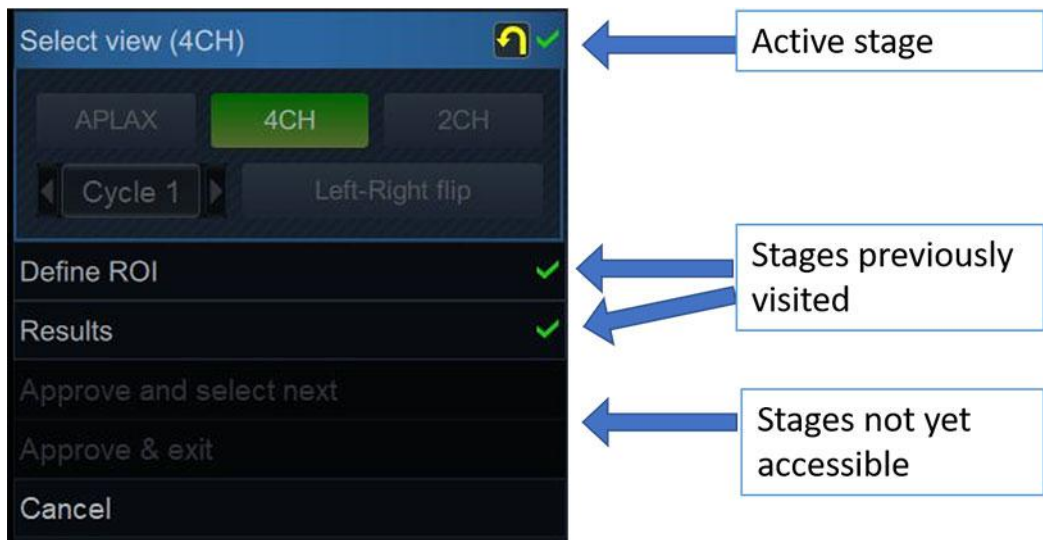 Select view (4CH)
Active stage
APLAX 4CH 2CH
Cycle 1 Left-Right flip
Define ROI
Stages previously
visited
Results
Approve and select next
Stages not yet
accessible
Approve & exit
Cancel